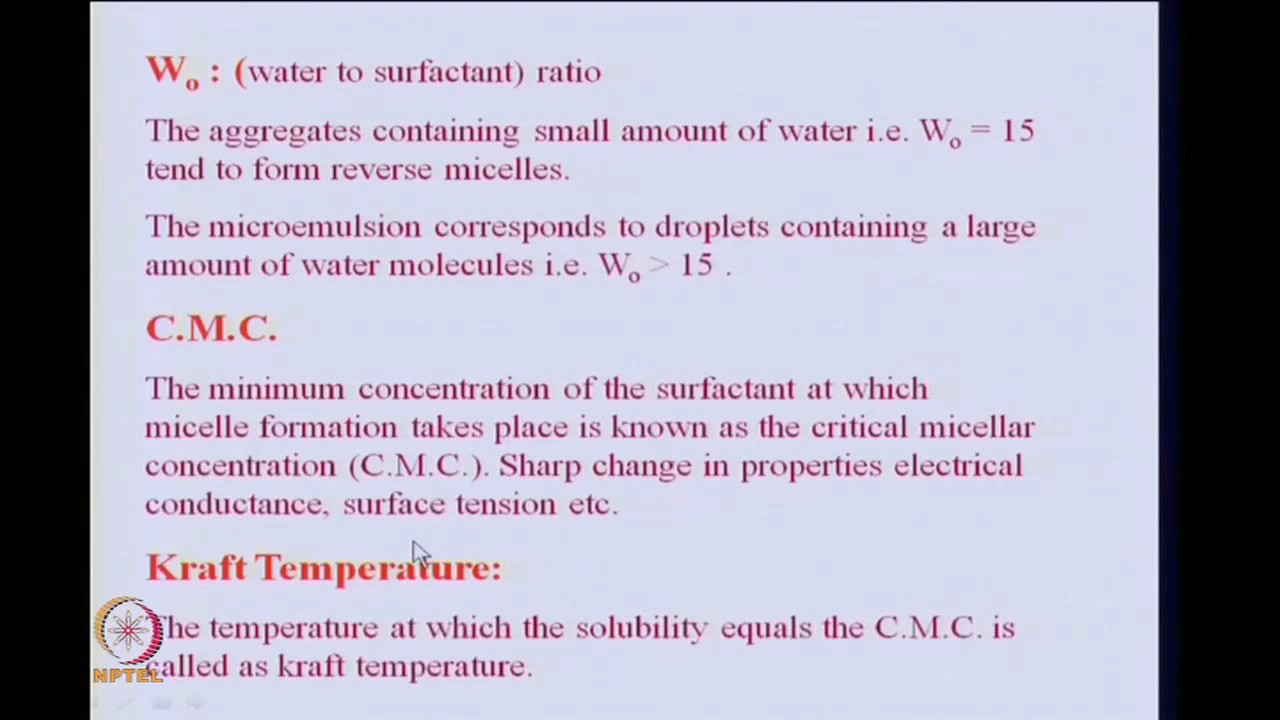 Wo : (water to surfactant) ratio
The aggregates containing small amount of water i.e. Wo = 15
tend to form reverse micelles.
The microemulsion corresponds to droplets containing a large
amount of water molecules i.e. Wo > 15 .
C.M.C.
The minimum concentration of the surfactant at which
micelle formation takes place is known as the critical micellar
concentration (C.M.C.). Sharp change in properties electrical
conductance, surface tension etc.
Kraft Temperature:
The temperature at which the solubility equals the C.M.C. is
called as kraft temperature.
NPTEL